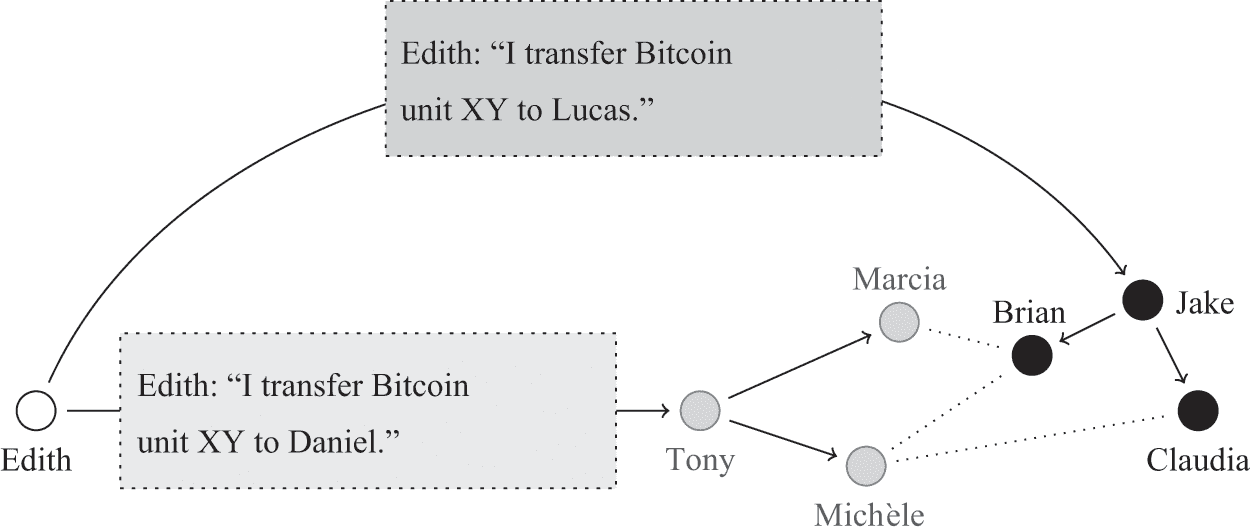 Edith: “I transfer Bitcoin
unit XY to Lucas.”
Marcia
Brian
Jake
Edith: “I transfer Bitcoin
unit XY to Daniel.”
Edith
Tony
Claudia
Michèle